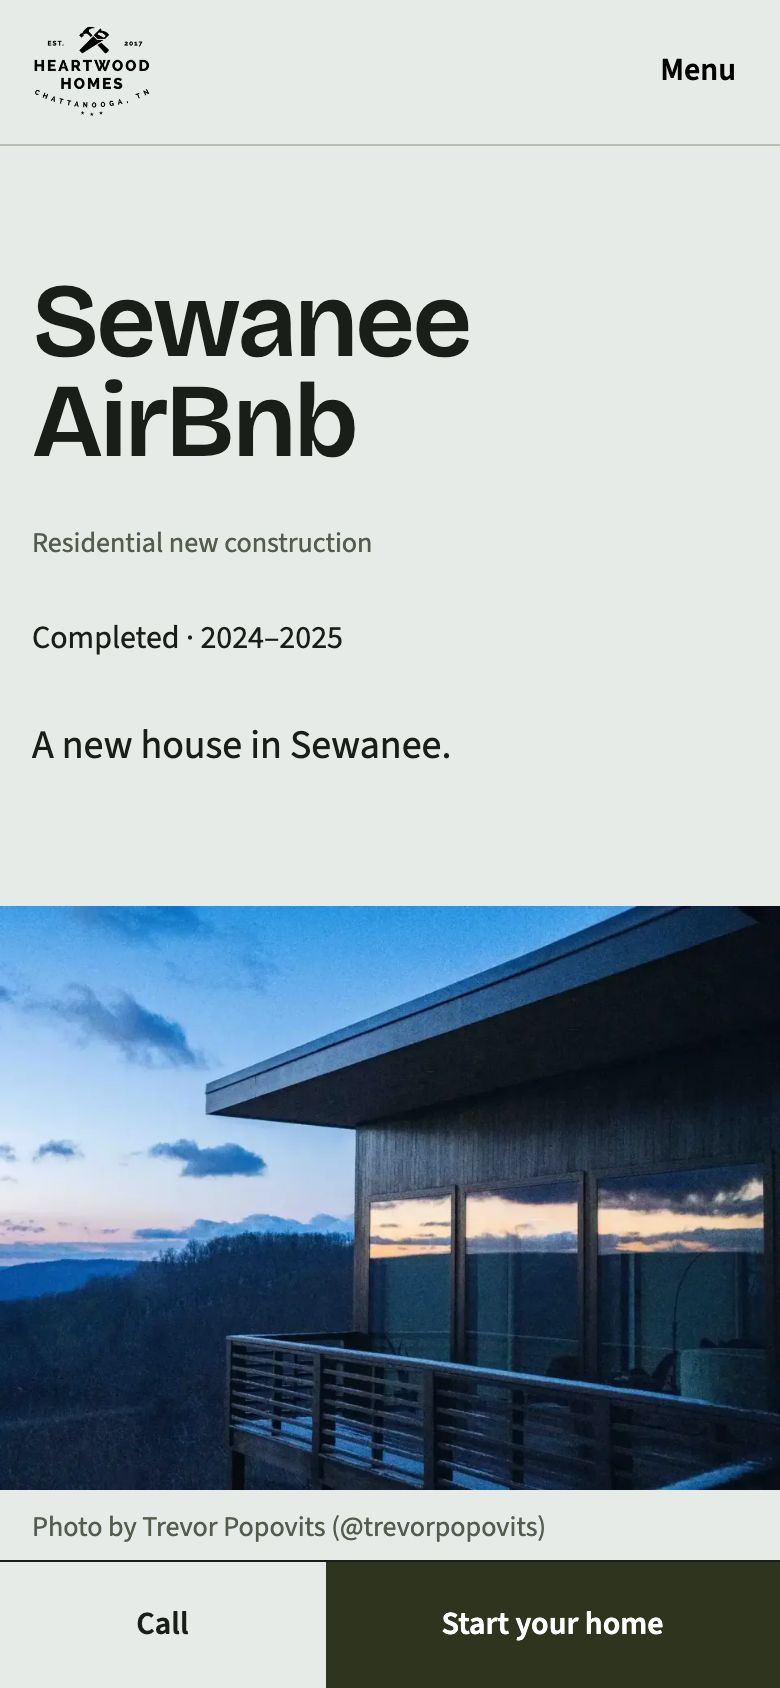 EST. 2017
HEARTWOOD
HOMES
CHATTANOOGA, TN
Menu
Sewanee
AirBnb
Residential new construction
Completed · 2024–2025
A new house in Sewanee.
Photo by Trevor Popovits (@trevorpopovits)
Call
Start your home